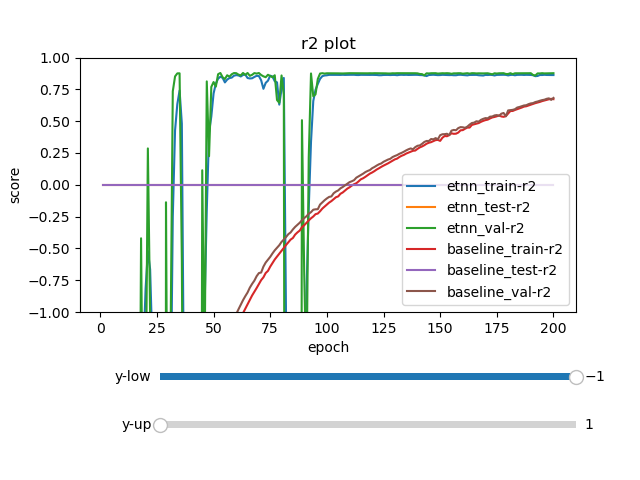 r2 plot
1.00
0.75
0.50
0.25
0.00
−0.25
−0.50
−0.75
−1.00
score
etnn_train-r2
etnn_test-r2
etnn_val-r2
baseline_train-r2
baseline_test-r2
baseline_val-r2
0 25 50 75 100 125 150 175 200
epoch
y-low −1
y-up 1